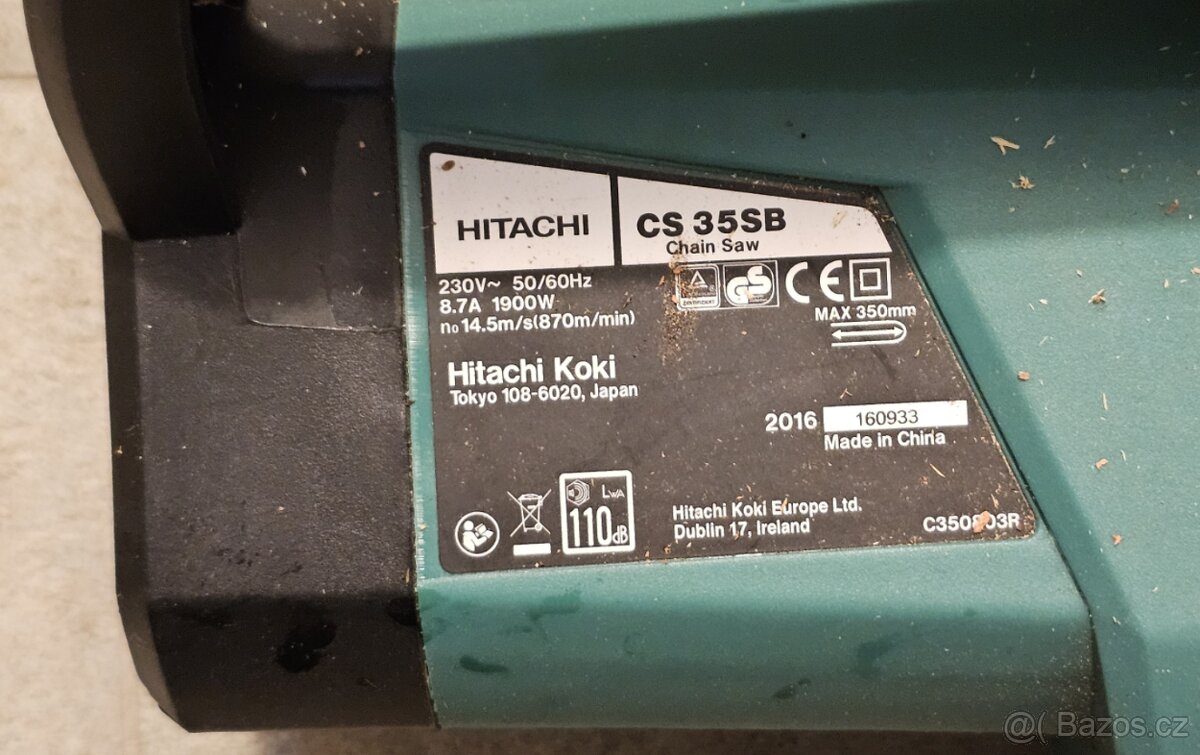 HITACHI
CS 35SB
Chain Saw
230V~ 50/60Hz
8.7A 1900W
n₀ 14.5m/s(870m/min)
GS
CE
MAX 350mm
Hitachi Koki
Tokyo 108-6020, Japan
2016 160933
Made in China
LWA
110dB
Hitachi Koki Europe Ltd.
Dublin 17, Ireland
@( Bazos.cz